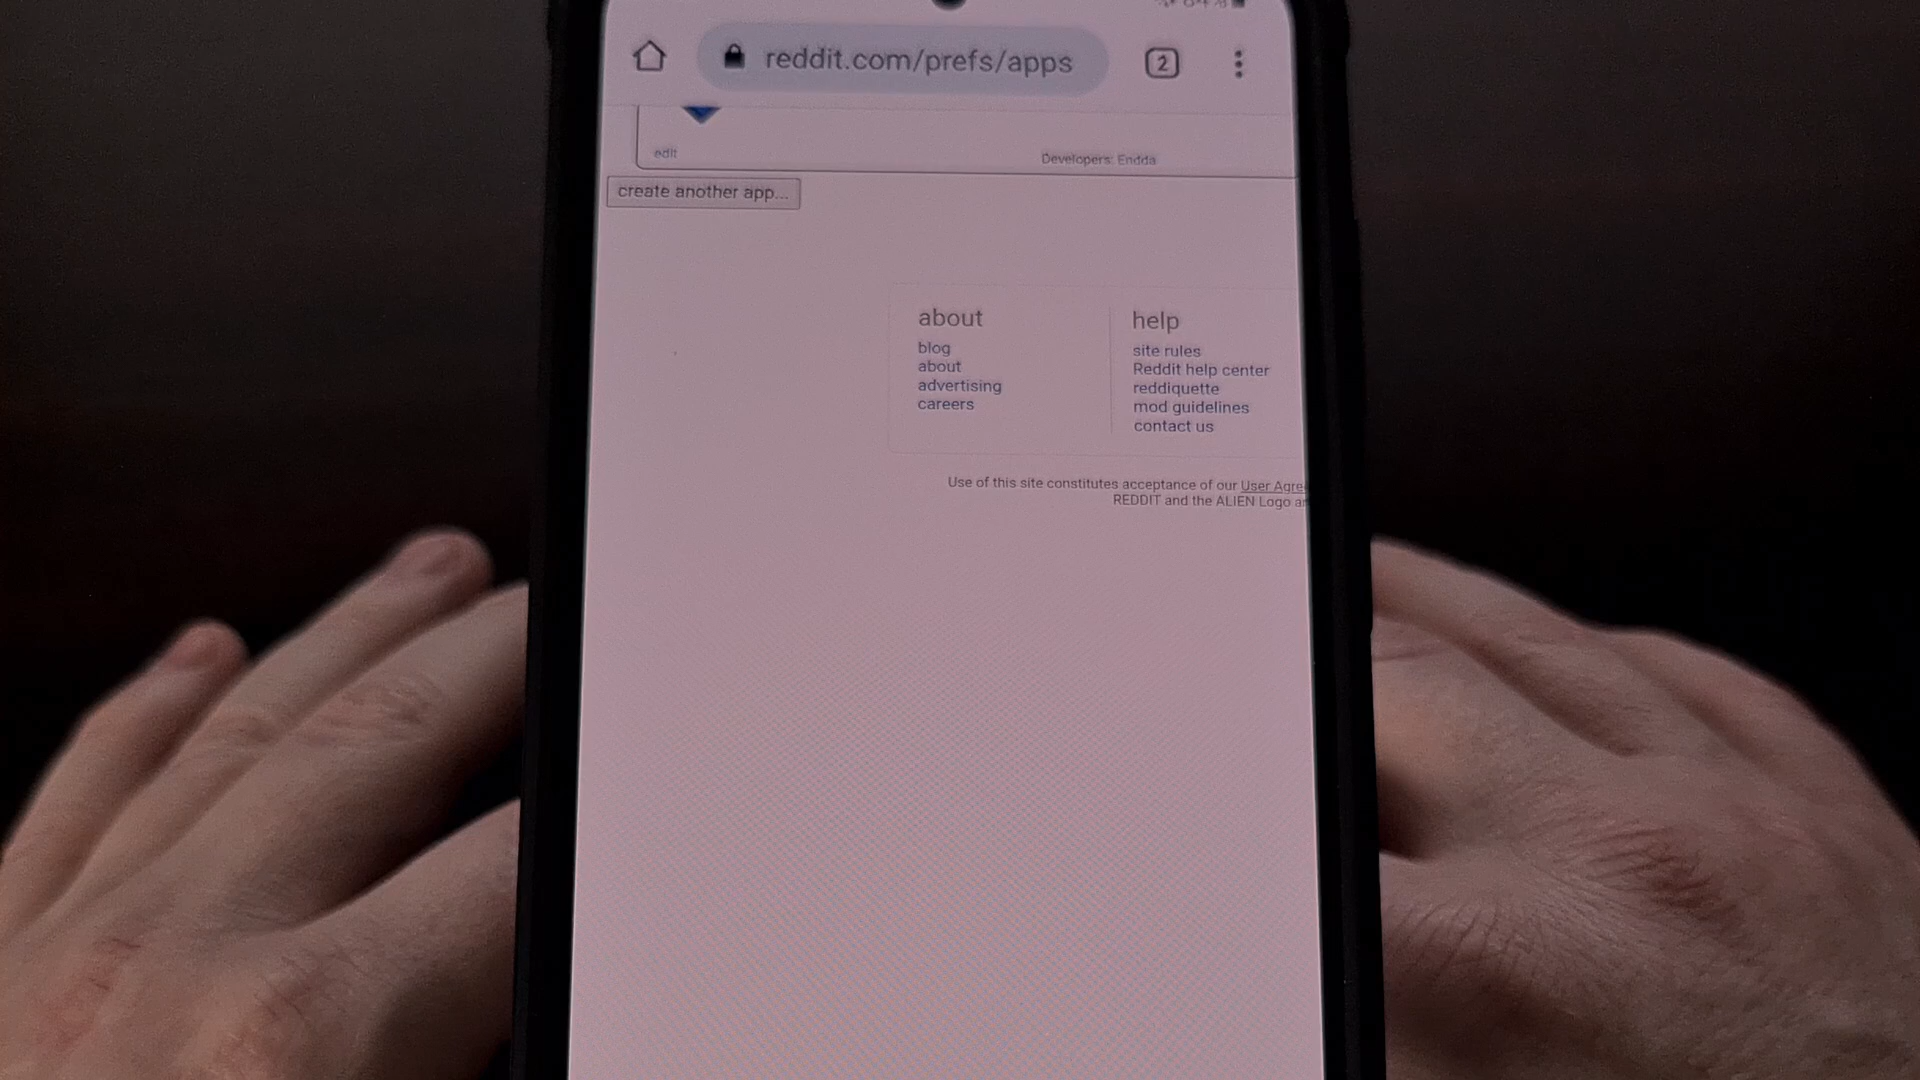 reddit.com/prefs/apps
2
edit
Developers: Endda
create another app...
about
blog
about
advertising
careers
help
site rules
Reddit help center
reddiquette
mod guidelines
contact us
Use of this site constitutes acceptance of our User Agre
REDDIT and the ALIEN Logo